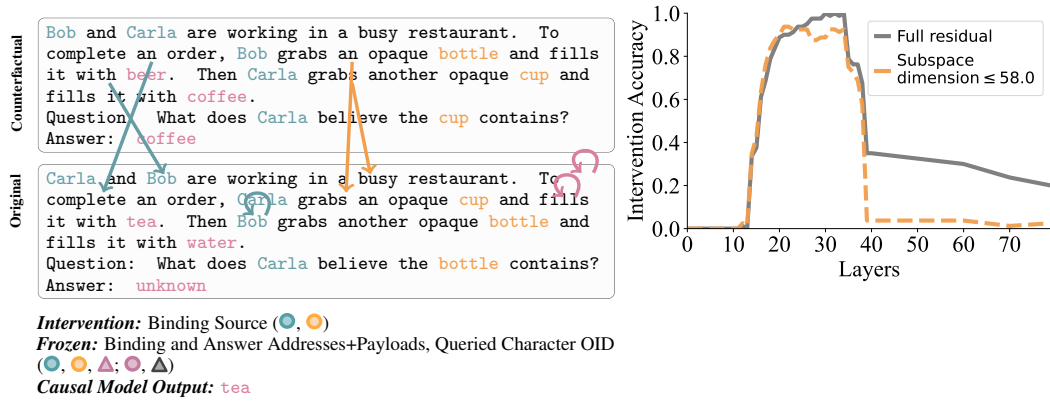 Counterfactual
Bob and Carla are working in a busy restaurant. To
complete an order, Bob grabs an opaque bottle and fills
it with beer. Then Carla grabs another opaque cup and
fills it with coffee.
Question: What does Carla believe the cup contains?
Answer: coffee
Original
Carla and Bob are working in a busy restaurant. To
complete an order, Carla grabs an opaque cup and fills
it with tea. Then Bob grabs another opaque bottle and
fills it with water.
Question: What does Carla believe the bottle contains?
Answer: unknown
Intervention: Binding Source (, )
Frozen: Binding and Answer Addresses+Payloads, Queried Character OID
(, , ; , )
Causal Model Output: tea
Intervention Accuracy
1.0
0.8
0.6
0.4
0.2
0.0
0 10 20 30 40 50 60 70
Layers
Full residual
Subspace
dimension ≤ 58.0